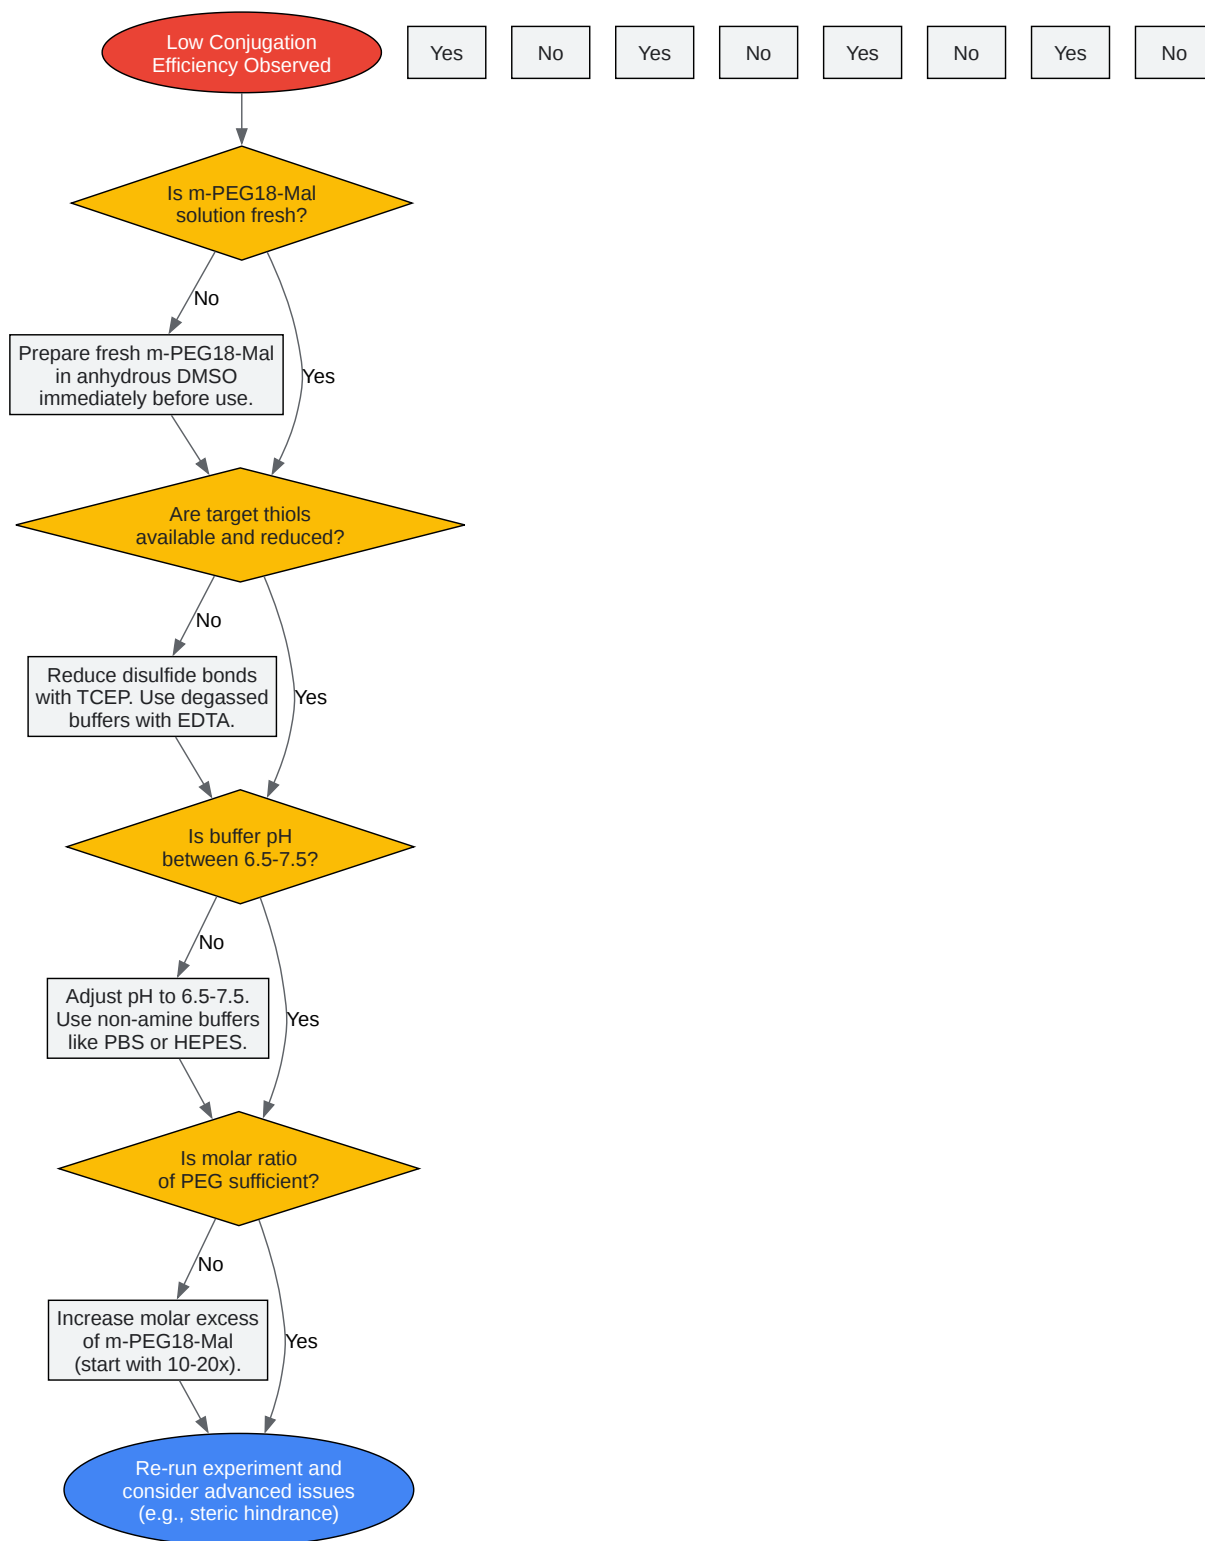 Low Conjugation
Efficiency Observed
Yes
No
Yes
No
Yes
No
Yes
No
Is m-PEG18-Mal
solution fresh?
No
Prepare fresh m-PEG18-Mal
in anhydrous DMSO
immediately before use.
Yes
Are target thiols
available and reduced?
No
Reduce disulfide bonds
with TCEP. Use degassed
buffers with EDTA.
Yes
Is buffer pH
between 6.5-7.5?
No
Adjust pH to 6.5-7.5.
Use non-amine buffers
like PBS or HEPES.
Yes
Is molar ratio
of PEG sufficient?
No
Increase molar excess
of m-PEG18-Mal
(start with 10-20x).
Yes
Re-run experiment and
consider advanced issues
(e.g., steric hindrance)